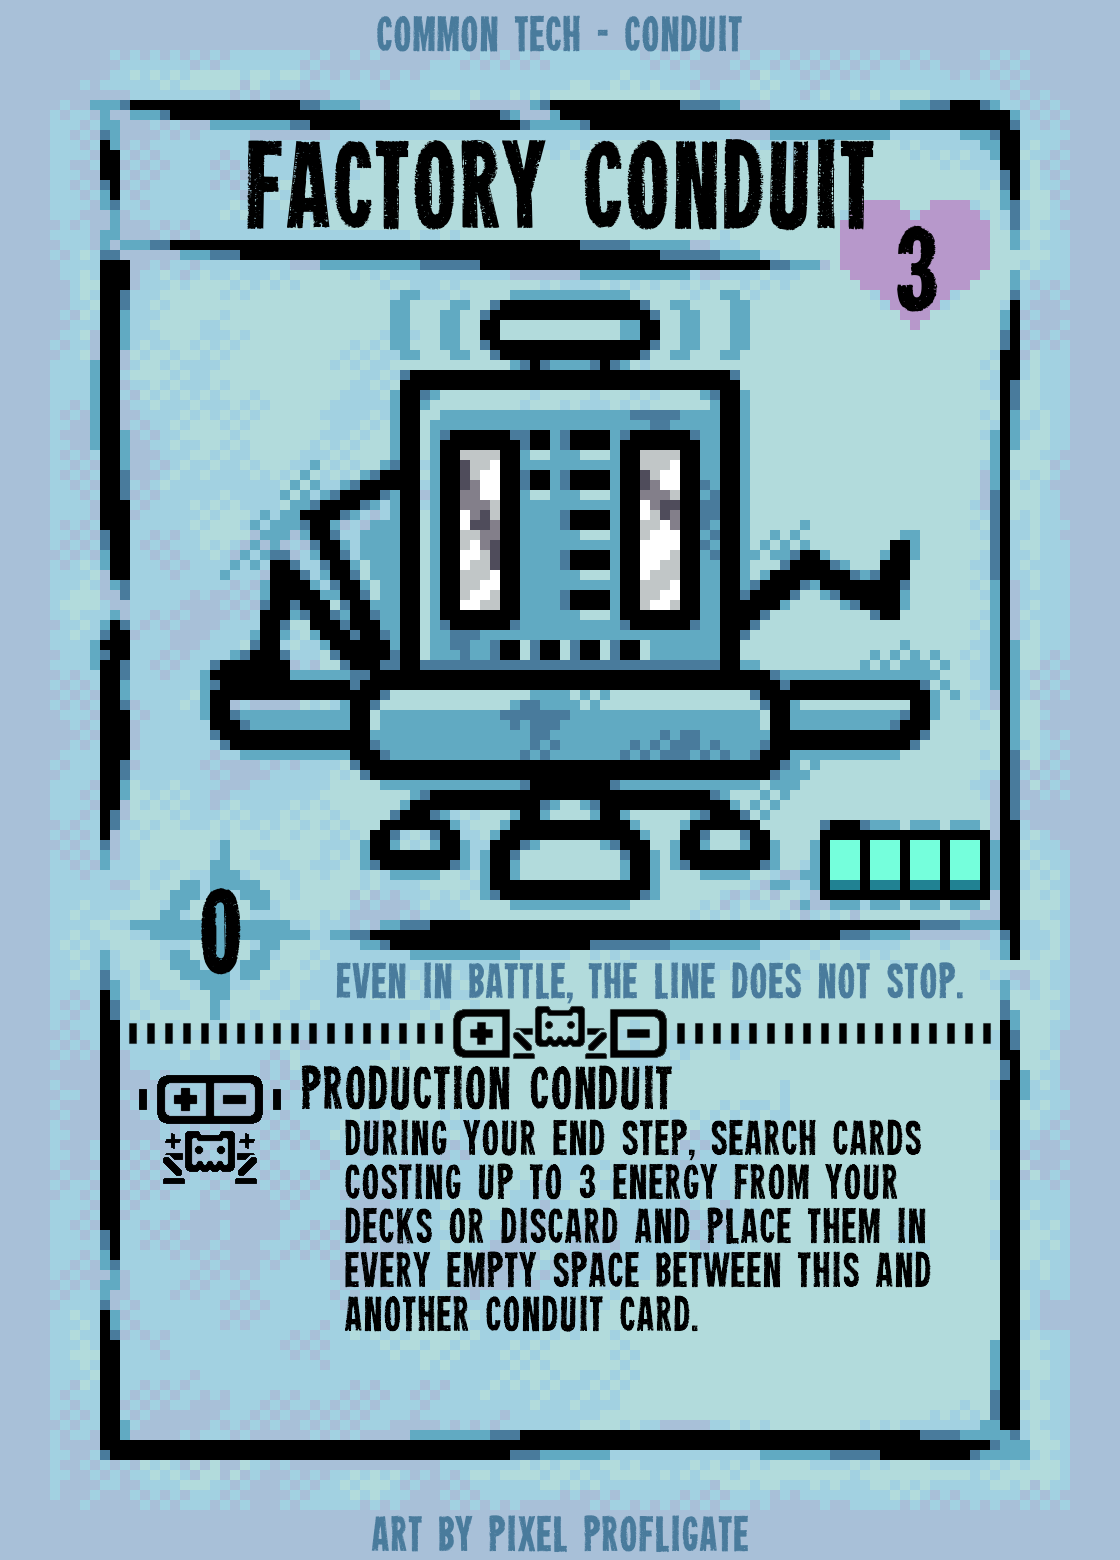 COMMON TECH - CONDUIT
FACTORY CONDUIT
3
0
EVEN IN BATTLE, THE LINE DOES NOT STOP.
PRODUCTION CONDUIT
DURING YOUR END STEP, SEARCH CARDS
COSTING UP TO 3 ENERGY FROM YOUR
DECKS OR DISCARD AND PLACE THEM IN
EVERY EMPTY SPACE BETWEEN THIS AND
ANOTHER CONDUIT CARD.
ART BY PIXEL PROFLIGATE